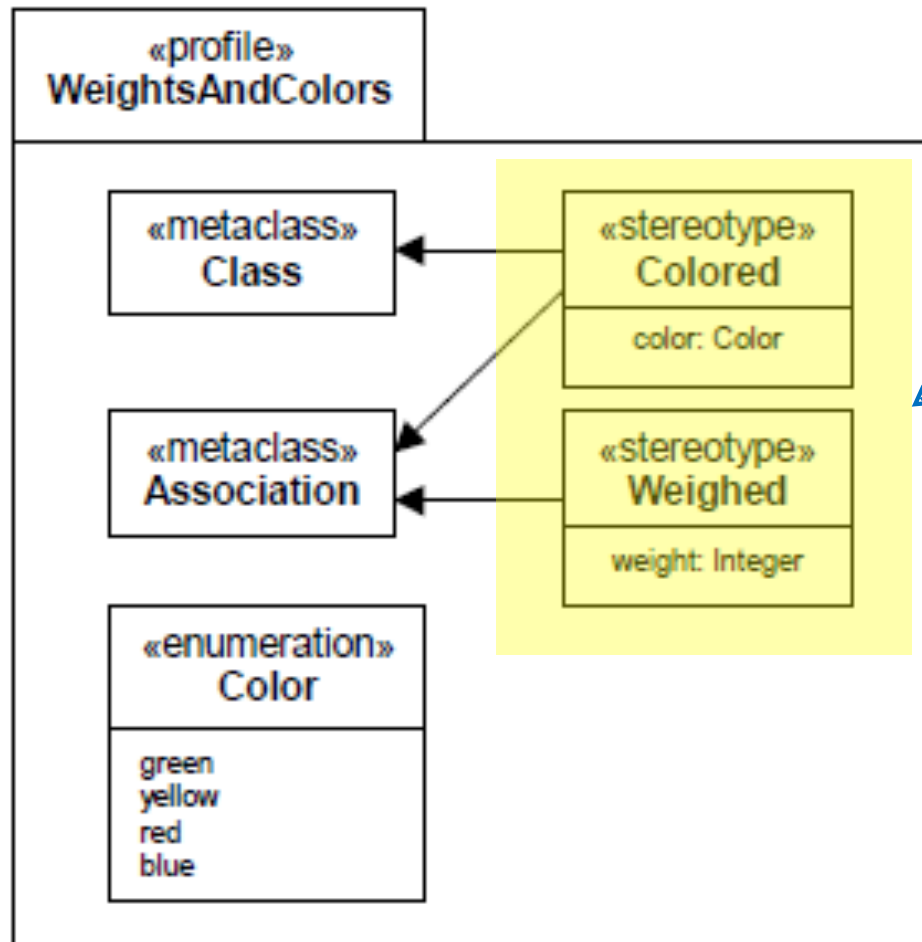 «profile»
WeightsAndColors
«metaclass»
Class
«stereotype»
Colored
color: Color
«metaclass»
Association
«stereotype»
Weighed
weight: Integer
«enumeration»
Color
green
yellow
red
blue